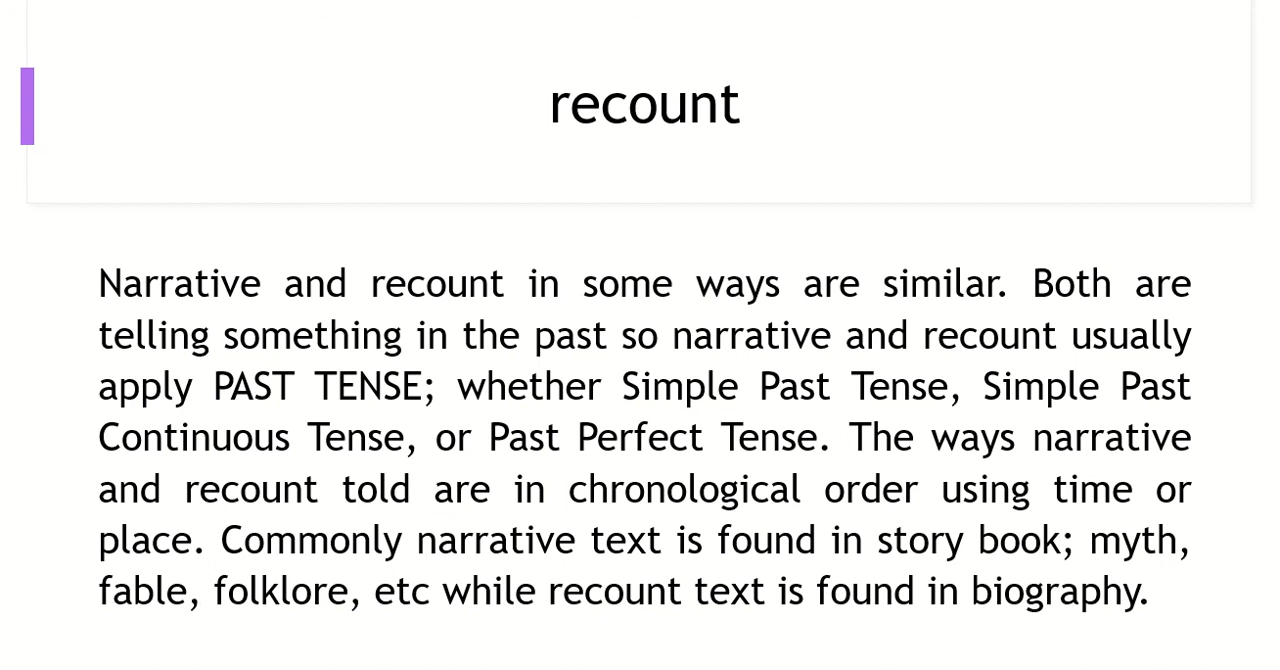 recount
Narrative and recount in some ways are similar. Both are
telling something in the past so narrative and recount usually
apply PAST TENSE; whether Simple Past Tense, Simple Past
Continuous Tense, or Past Perfect Tense. The ways narrative
and recount told are in chronological order using time or
place. Commonly narrative text is found in story book; myth,
fable, folklore, etc while recount text is found in biography.